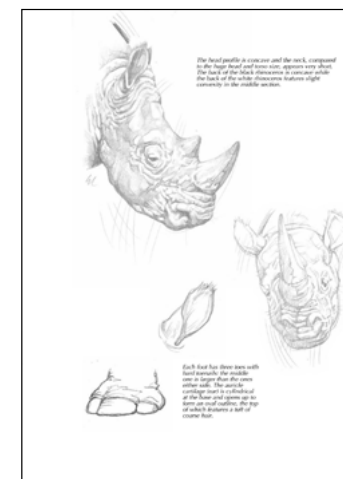 The head profile is concave and the neck, compared
to the huge head and torso size, appears very short.
The back of the black rhinoceros is concave while
the back of the white rhinoceros features slight
convexity in the middle section.
Each foot has three toes with
hard toenails: the middle
one is larger than the ones
either side. The auricle
cartilage start is cylindrical
at the base and opens up to
form an oval outline, the top
of which features a tuft of
coarse hair.